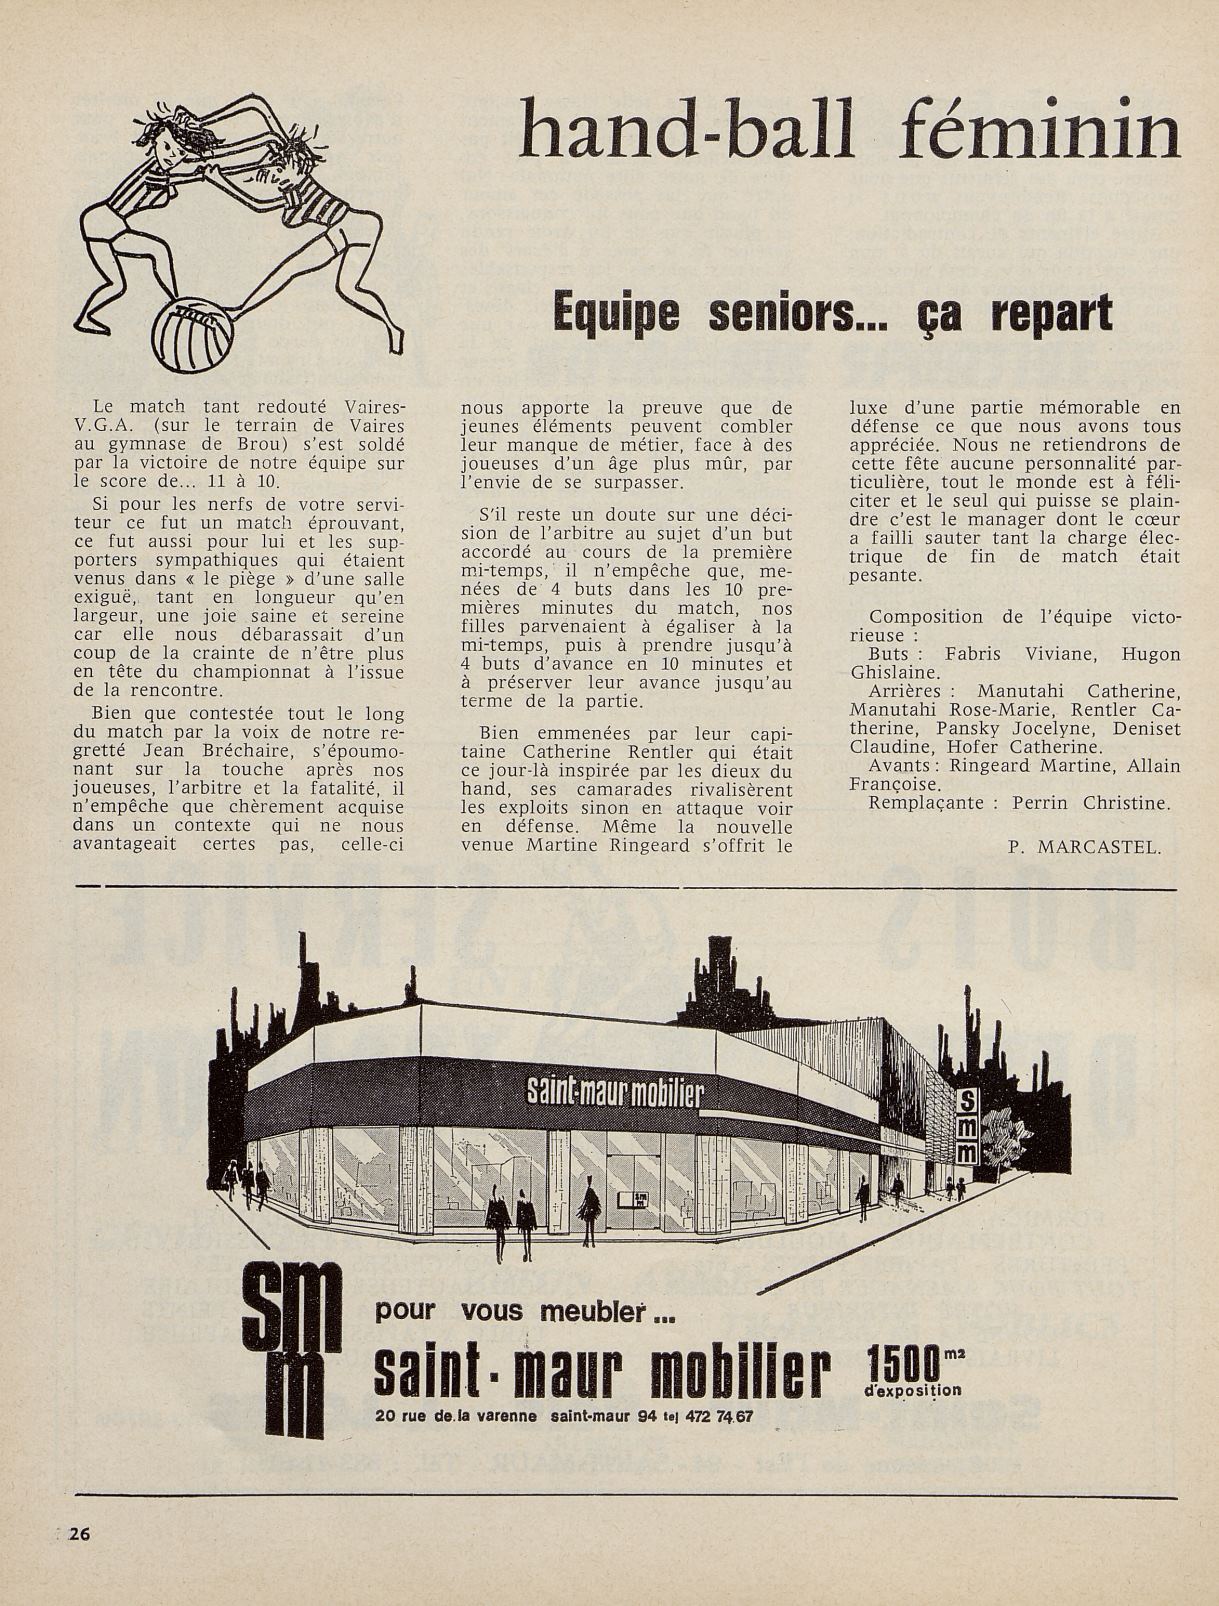 hand-ball féminin
Equipe seniors... ça repart
Le match tant redouté Vaires-
V.G.A. (sur le terrain de Vaires
au gymnase de Brou) s'est soldé
par la victoire de notre équipe sur
le score de... 11 à 10.
Si pour les nerfs de votre servi-
teur ce fut un match éprouvant,
ce fut aussi pour lui et les sup-
porters sympathiques qui étaient
venus dans « le piège » d'une salle
exiguë, tant en longueur qu'en
largeur, une joie saine et sereine
car elle nous débarassait d'un
coup de la crainte de n'être plus
en tête du championnat à l'issue
de la rencontre.
Bien que contestée tout le long
du match par la voix de notre re-
gretté Jean Bréchaire, s'époumo-
nant sur la touche après nos
joueuses, l'arbitre et la fatalité, il
n'empêche que chèrement acquise
dans un contexte qui ne nous
avantageait certes pas, celle-ci
nous apporte la preuve que de
jeunes éléments peuvent combler
leur manque de métier, face à des
joueuses d'un âge plus mûr, par
l'envie de se surpasser.
S'il reste un doute sur une déci-
sion de l'arbitre au sujet d'un but
accordé au cours de la première
mi-temps, il n'empêche que, me-
nées de 4 buts dans les 10 pre-
mières minutes du match, nos
filles parvenaient à égaliser à la
mi-temps, puis à prendre jusqu'à
4 buts d'avance en 10 minutes et
à préserver leur avance jusqu'au
terme de la partie.
Bien emmenées par leur capi-
taine Catherine Rentler qui était
ce jour-là inspirée par les dieux du
hand, ses camarades rivalisèrent
les exploits sinon en attaque voir
en défense. Même la nouvelle
venue Martine Ringeard s'offrit le
luxe d'une partie mémorable en
défense ce que nous avons tous
appréciée. Nous ne retiendrons de
cette fête aucune personnalité par-
ticulière, tout le monde est à féli-
citer et le seul qui puisse se plain-
dre c'est le manager dont le cœur
a failli sauter tant la charge élec-
trique de fin de match était
pesante.
Composition de l'équipe victo-
rieuse :
Buts : Fabris Viviane, Hugon
Ghislaine.
Arrières : Manutahi Catherine,
Manutahi Rose-Marie, Rentler Ca-
therine, Pansky Jocelyne, Deniset
Claudine, Hofer Catherine.
Avants : Ringeard Martine, Allain
Françoise.
Remplaçante : Perrin Christine.
P. MARCASTEL.
saint-maur mobilier
s
m
m
sm
m
sm
m
pour vous meubler...
saint-maur mobilier 1500 m2
d'exposition
20 rue de la varenne saint-maur 94 tel 472 74.67
26